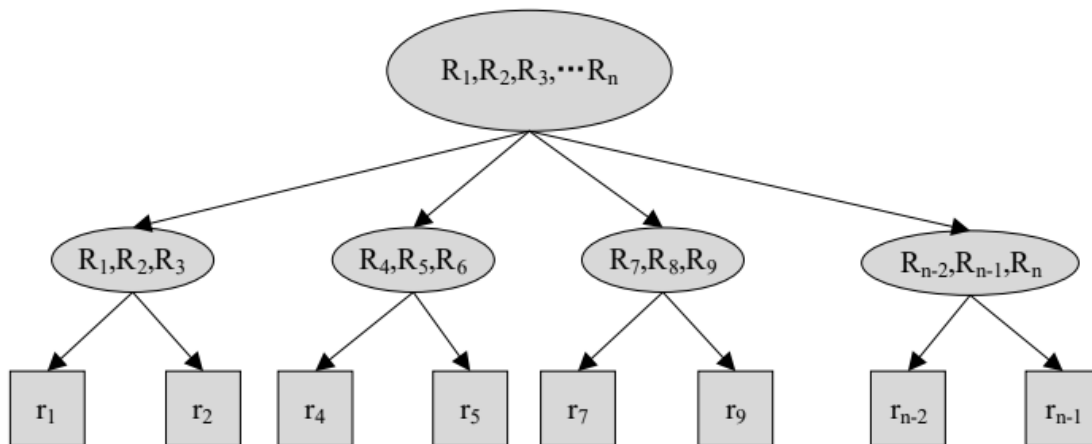 R₁,R₂,R₃,⋯Rₙ
R₁,R₂,R₃
R₄,R₅,R₆
R₇,R₈,R₉
Rₙ₋₂,Rₙ₋₁,Rₙ
r₁
r₂
r₄
r₅
r₇
r₉
rₙ₋₂
rₙ₋₁